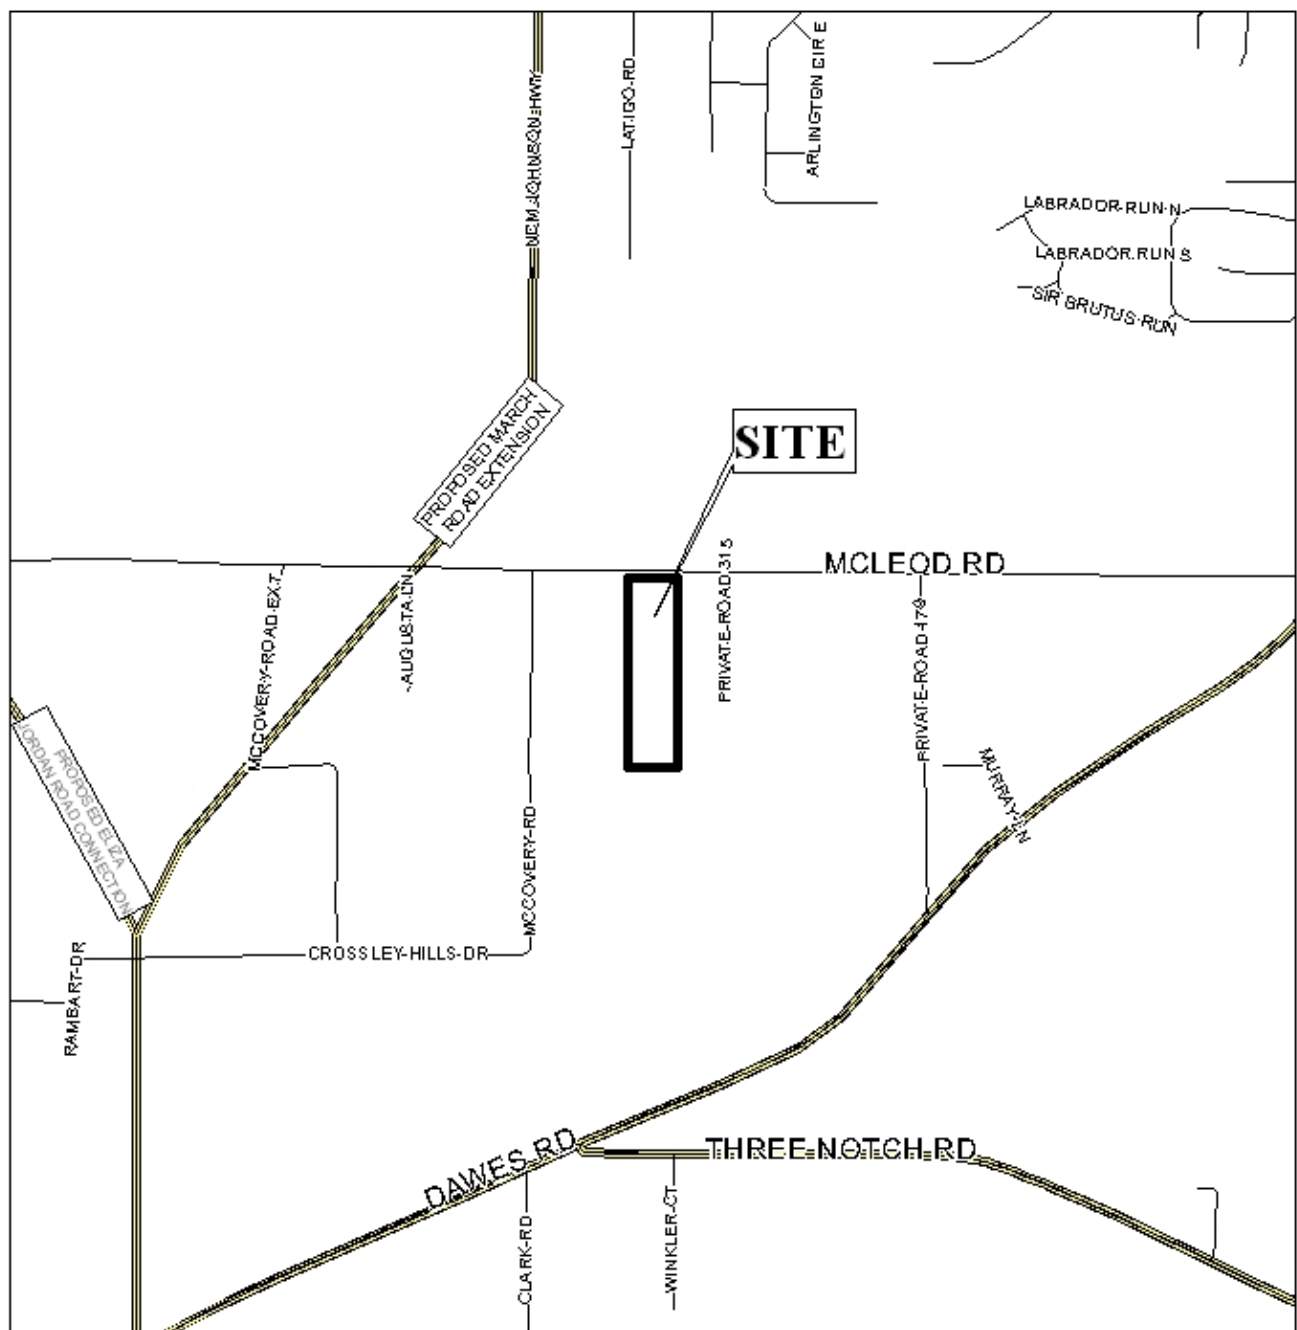 NEWMAN JOHNSON HWY
LATIGO RD
ARLINGTON CIR E
LABRADOR RUN N
LABRADOR RUN S
SIR BRUTUS RUN
PROPOSED MARCH
ROAD EXTENSION
SITE
MCLEOD RD
MCCOVERY ROAD EXT
AUGUSTA LN
PRIVATE ROAD 315
PRIVATE ROAD 179
MURRAY LN
PROPOSED ELIZA
JORDAN ROAD CONNECTION
MCCOVERY RD
CROSSLEY HILLS DR
RAMBART DR
DAWES RD
THREE NOTCH RD
CLARK RD
WINKLER CT